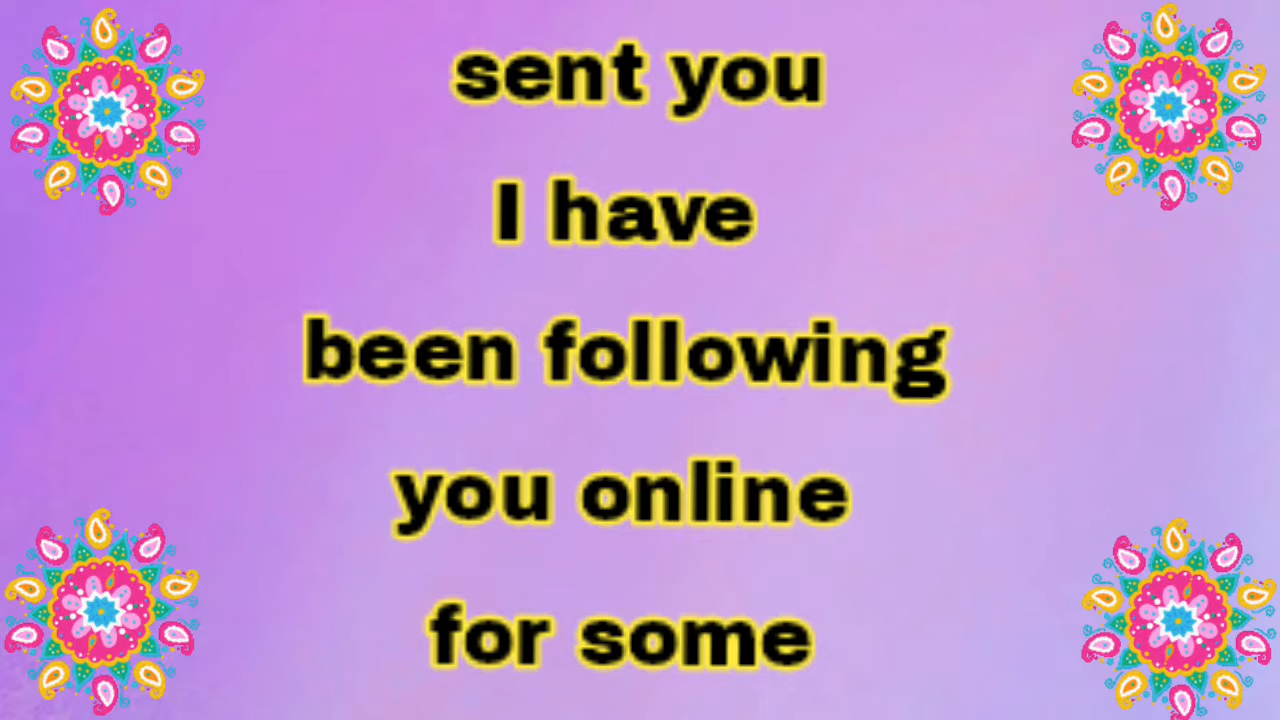 sent you
I have
been following
you online
for some